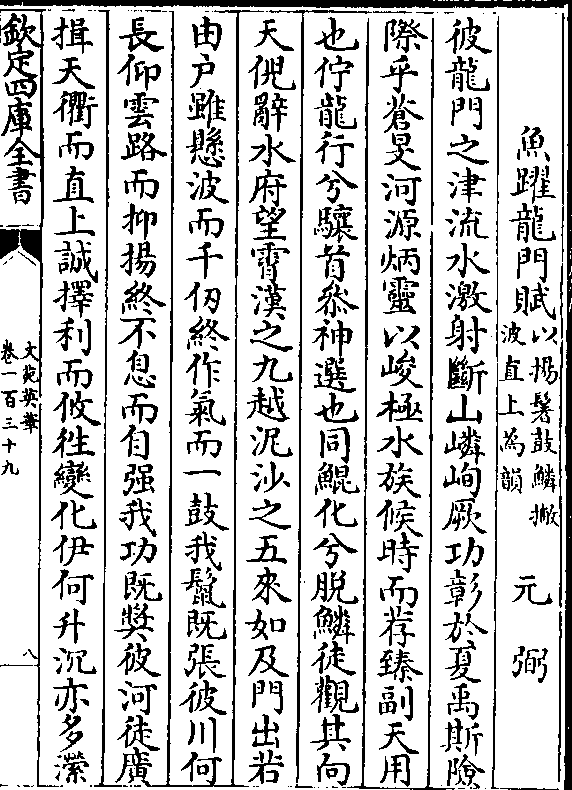 魚躍龍門賦以揚鬐鼓鱗撇波直上為韻 元弼
彼龍門之津流水激射斷山嶙峋厥功彰於夏禹斯險
際乎蒼旻河源炳靈以峻極水族候時而荐臻副天用
也佇龍行兮驤首叅神選也同鯤化兮脫鱗徒觀其向
天倪辭水府望霄漢之九越泥沙之五來如及門出若
由户雖懸波而千仭終作氣而一鼓我鬣既張彼川何
長仰雲路而抑揚終不息而自强我功既奬彼河徒廣
揖天衢而直上誠擇利而攸徃變化伊何升沉亦多瀠
欽定四庫全書
文苑英華
卷一百三十九
八